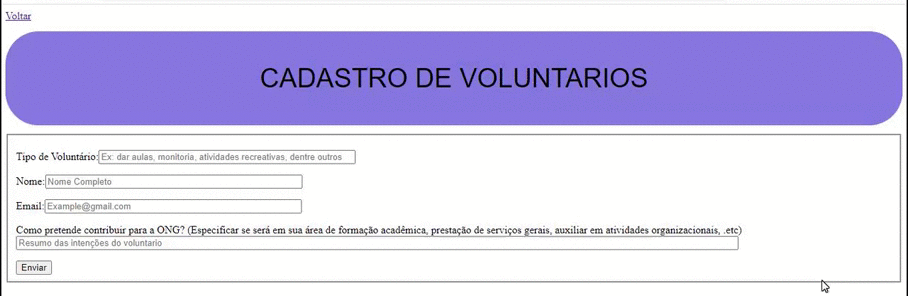 Voltar
CADASTRO DE VOLUNTARIOS
Tipo de Voluntário: Ex: dar aulas, monitoria, atividades recreativas, dentre outros
Nome: Nome Completo
Email: Example@gmail.com
Como pretende contribuir para a ONG? (Especificar se será em sua área de formação acadêmica, prestação de serviços gerais, auxiliar em atividades organizacionais, .etc)
Resumo das intenções do voluntario
Enviar